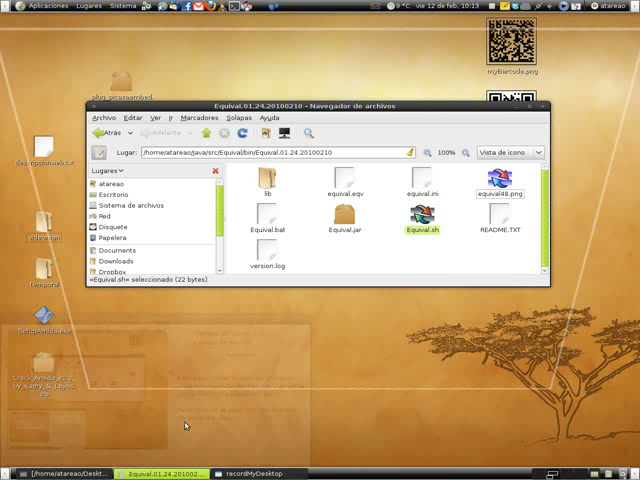 Aplicaciones Lugares Sistema
9 °C vie 12 de feb, 10:13 atareao
myBarcode.png
plug_picasaembed.
descripcionweb.txt
temporal
Equival.01.24.20100210 - Navegador de archivos
Archivo Editar Ver Ir Marcadores Solapas Ayuda
Atrás Adelante
Lugar: /home/atareao/java/src/Equival/bin/Equival.01.24.20100210 100% Vista de icono
Lugares
atareao
Escritorio
Sistema de archivos
Red
Disquete
Papelera
Documents
Downloads
Dropbox
lib equival.eqv equival.ini equival48.png
Equival.bat Equival.jar Equival.sh README.TXT
version.log
«Equival.sh» seleccionado (22 bytes)
[/home/atareao/Deskt... Equival.01.24.201002... recordMyDesktop